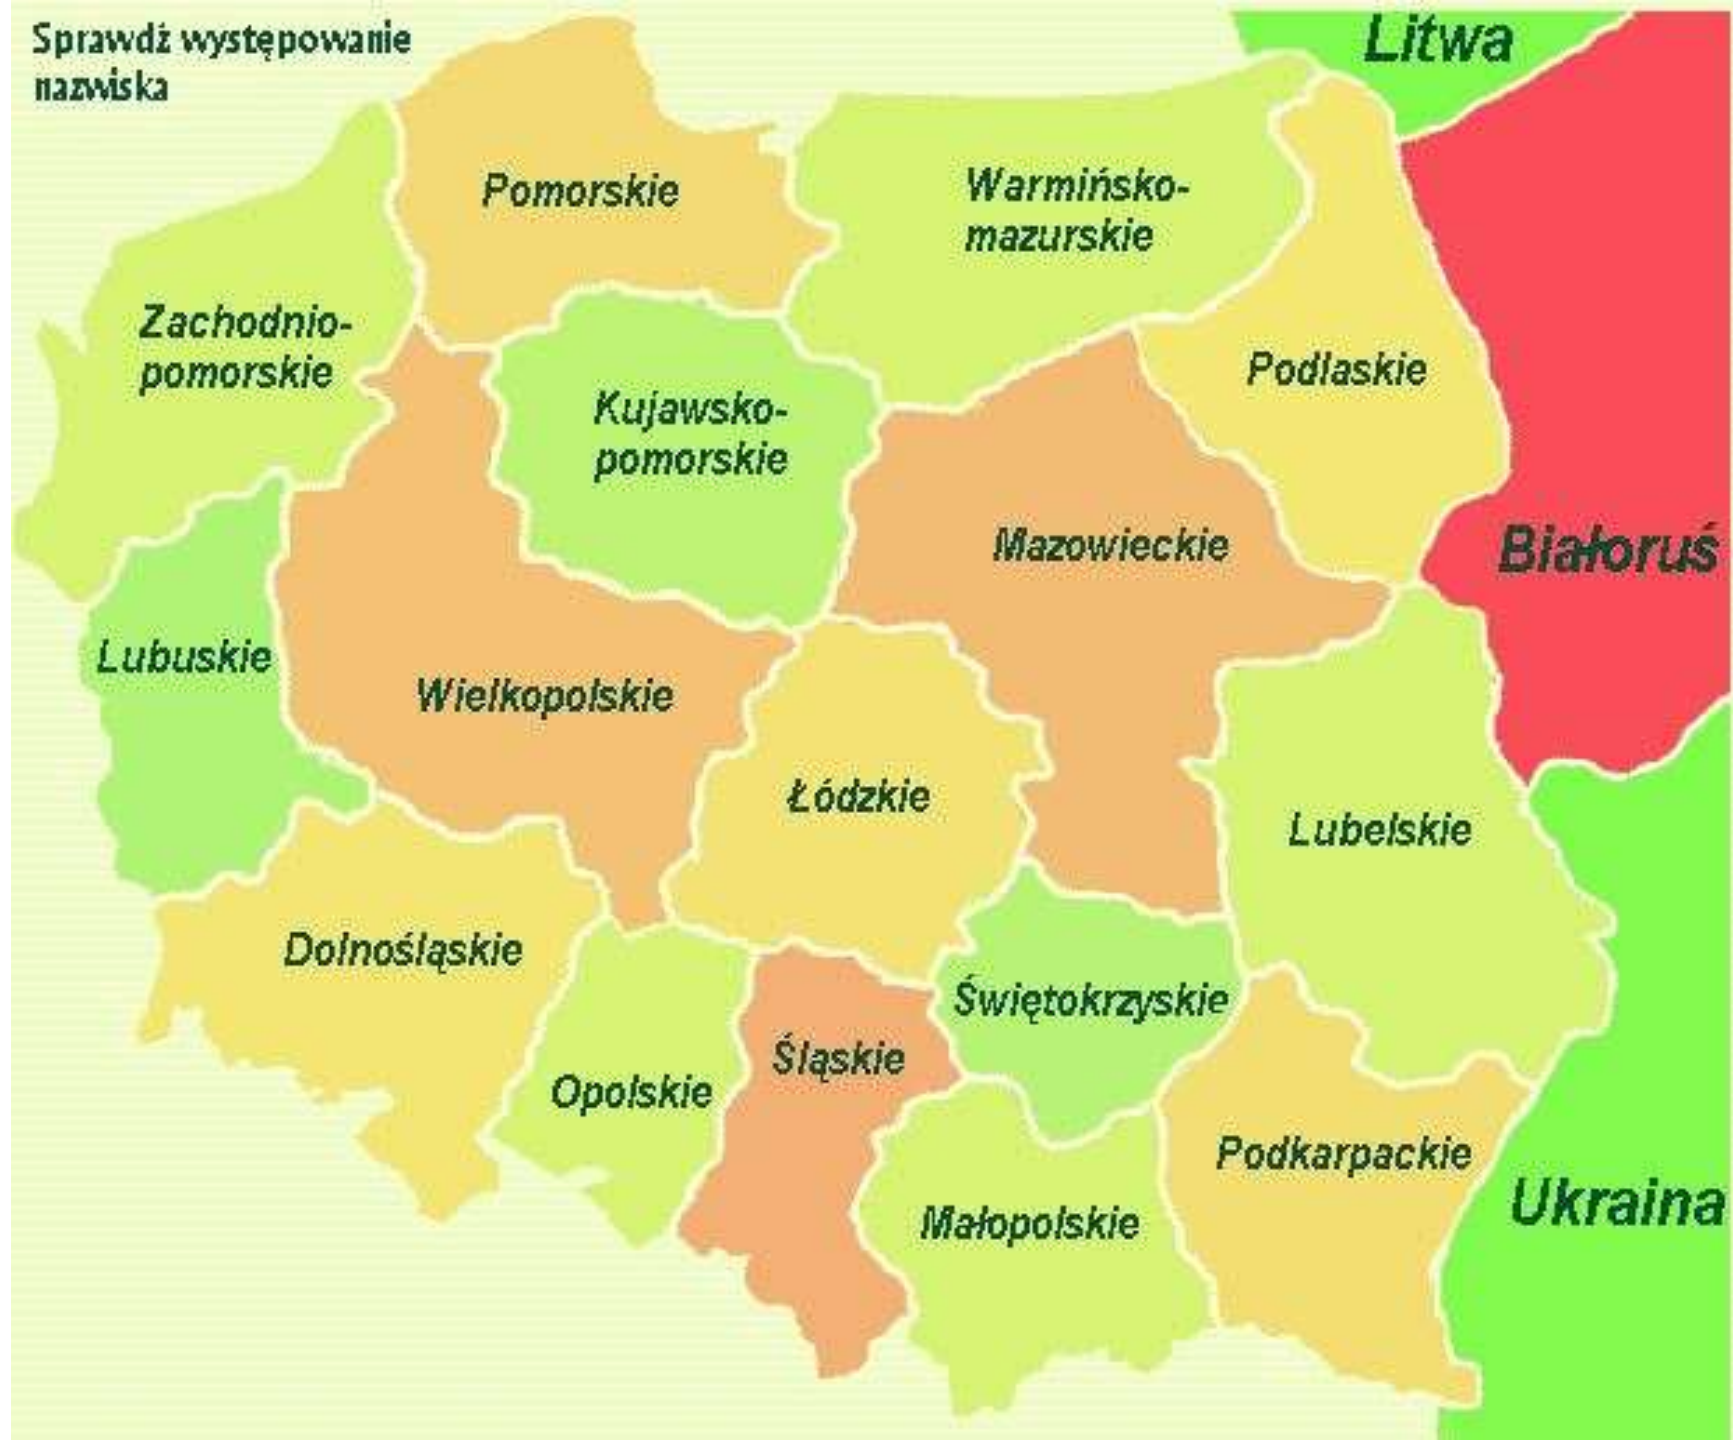 Sprawdź występowanie
nazwiska
Litwa
Pomorskie
Warmińsko-
mazurskie
Zachodnio-
pomorskie
Podlaskie
Kujawsko-
pomorskie
Mazowieckie
Białoruś
Lubuskie
Wielkopolskie
Łódzkie
Lubelskie
Dolnośląskie
Świętokrzyskie
Śląskie
Opolskie
Podkarpackie
Małopolskie
Ukraina